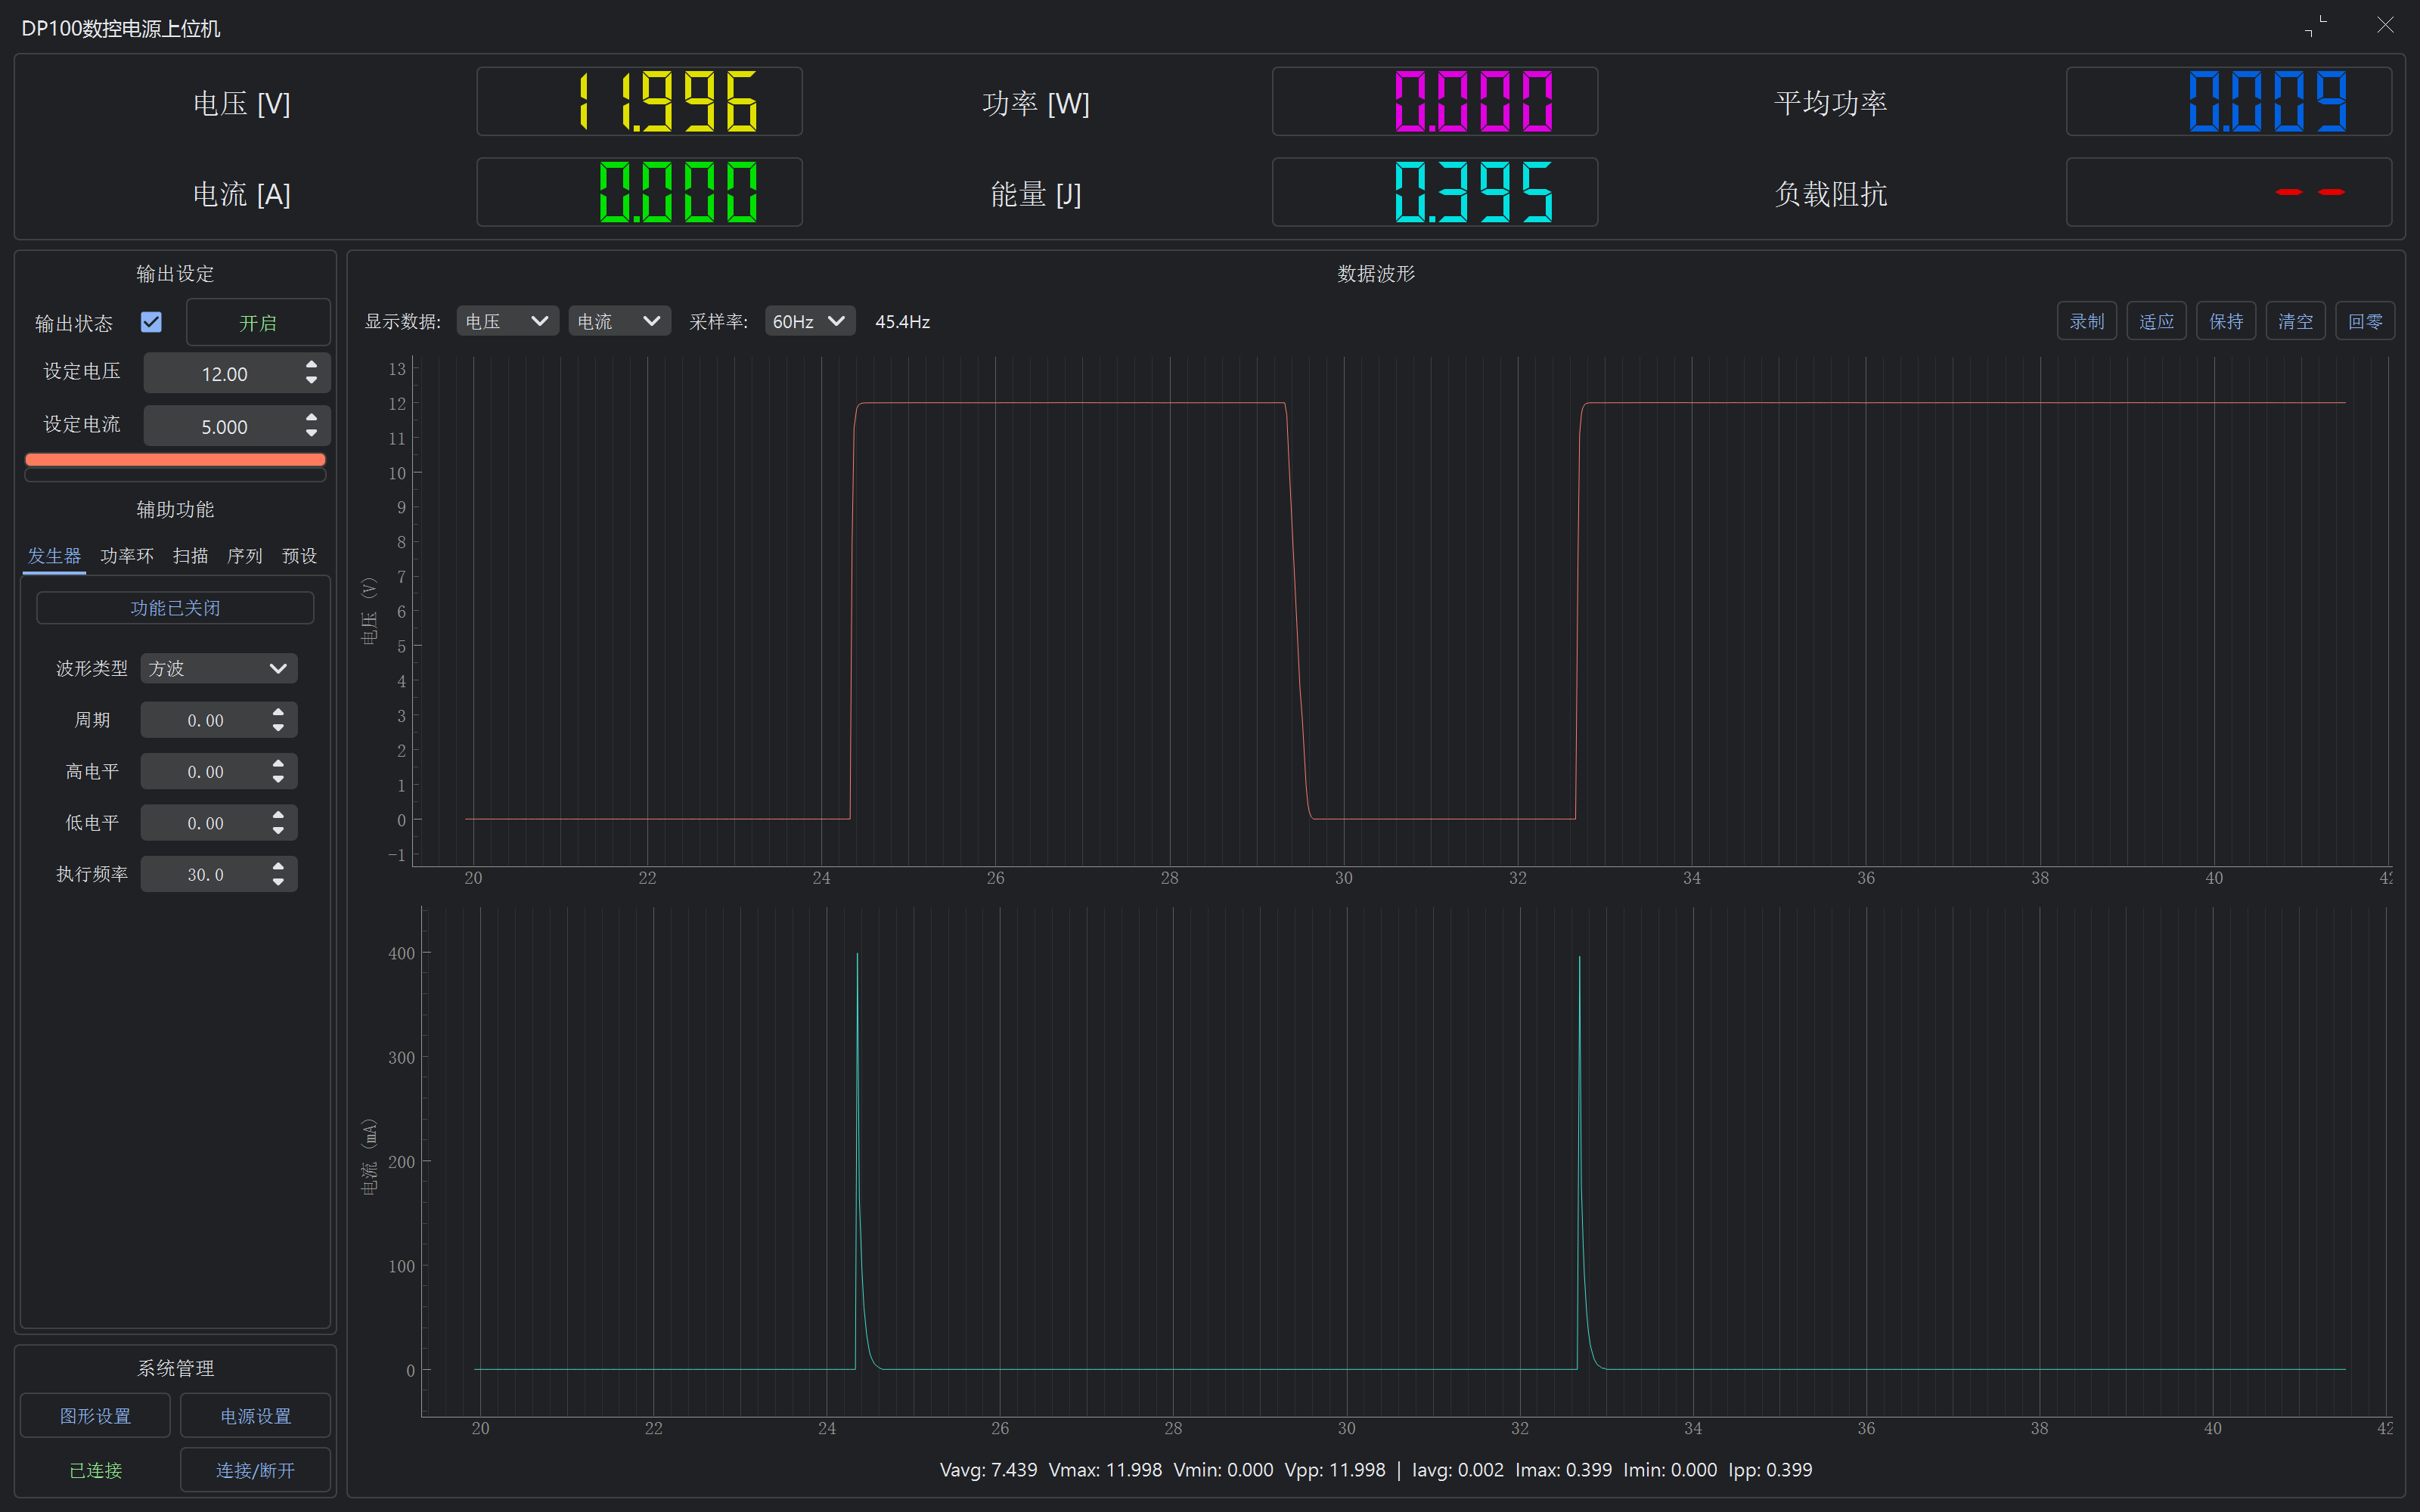 DP100数控电源上位机
电压 [V] 11.996 功率 [W] 0.000 平均功率 0.009
电流 [A] 0.000 能量 [J] 0.395 负载阻抗 --
输出设定
输出状态 开启
设定电压 12.00
设定电流 5.000
辅助功能
发生器 功率环 扫描 序列 预设
功能已关闭
波形类型 方波
周期 0.00
高电平 0.00
低电平 0.00
执行频率 30.0
系统管理
图形设置 电源设置
已连接 连接/断开
数据波形
显示数据: 电压 电流 采样率: 60Hz 45.4Hz 录制 适应 保持 清空 回零
13
12
11
10
9
8
7
6
5
4
3
2
1
0
-1
电压 (V)
20 22 24 26 28 30 32 34 36 38 40 42
400
300
200
100
0
电流 (mA)
20 22 24 26 28 30 32 34 36 38 40 42
Vavg: 7.439 Vmax: 11.998 Vmin: 0.000 Vpp: 11.998 | Iavg: 0.002 Imax: 0.399 Imin: 0.000 Ipp: 0.399